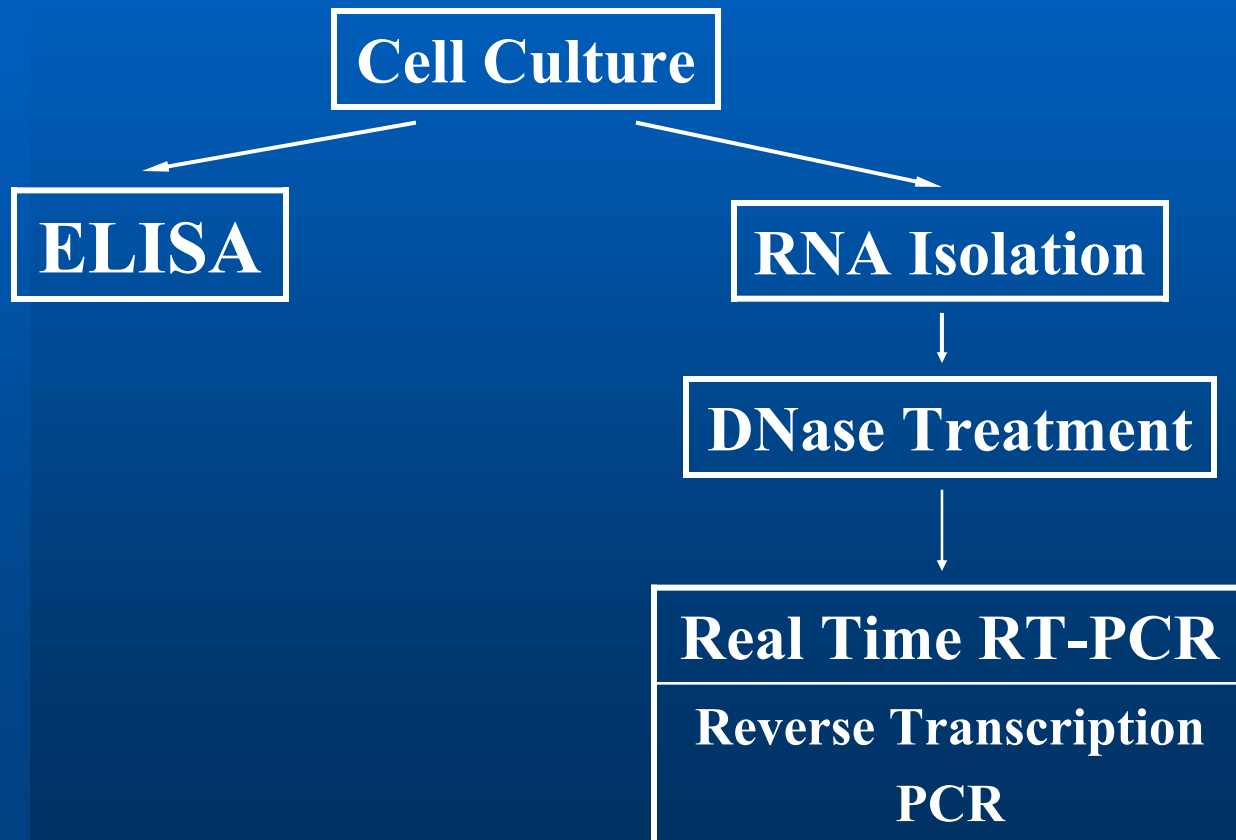 Cell Culture
ELISA
RNA Isolation
DNase Treatment
Real Time RT-PCR
Reverse Transcription
PCR